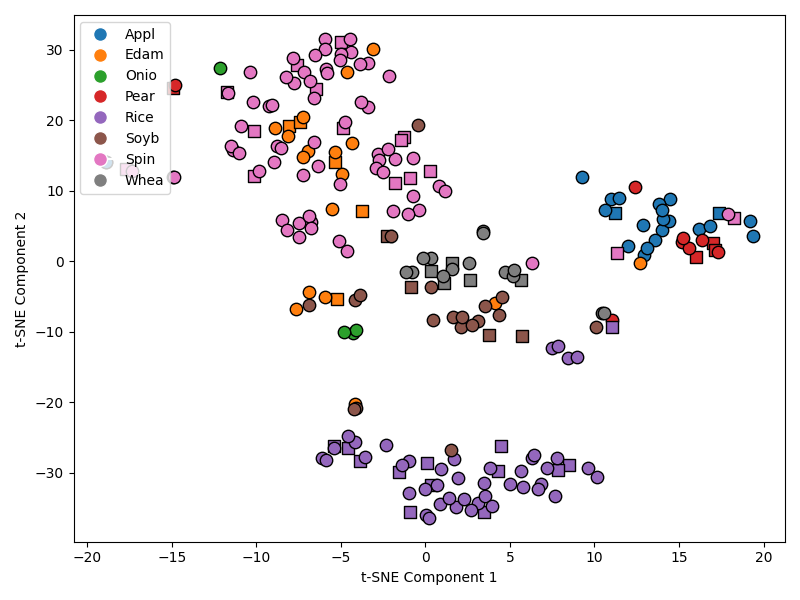 Appl
Edam
Onio
Pear
Rice
Soyb
Spin
Whea
30
20
10
0
−10
−20
−30
t-SNE Component 2
−20 −15 −10 −5 0 5 10 15 20
t-SNE Component 1